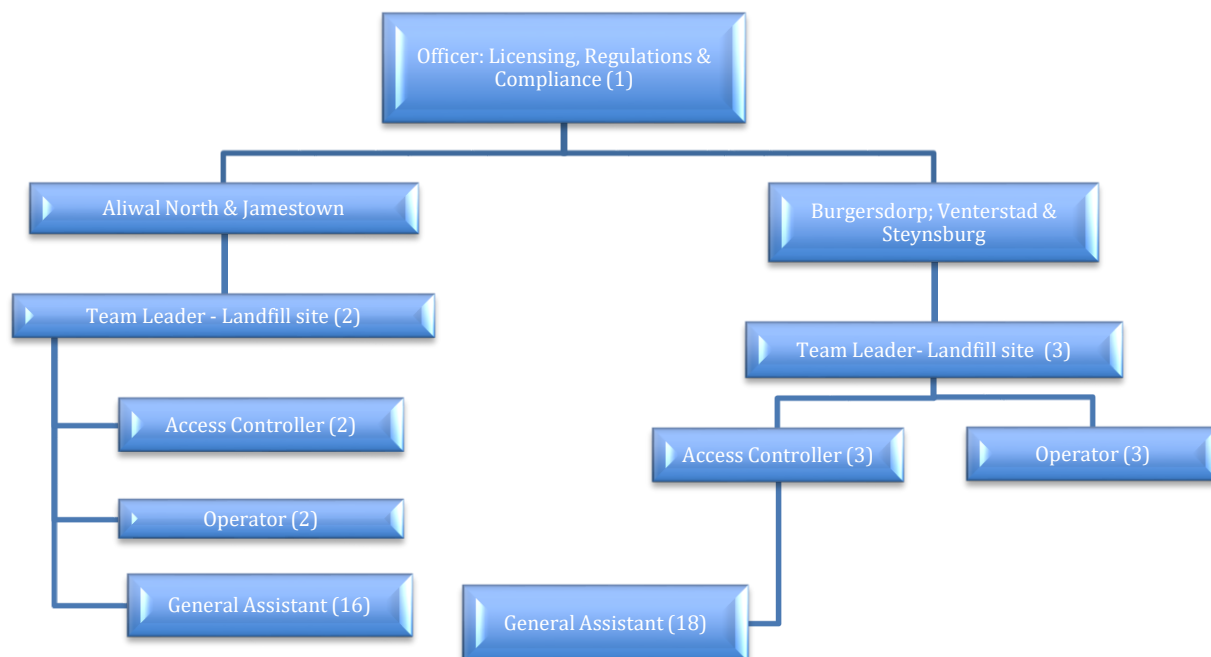 Officer: Licensing, Regulations &
Compliance (1)
Aliwal North & Jamestown
Burgersdorp; Venterstad &
Steynsburg
Team Leader - Landfill site (2)
Team Leader- Landfill site  (3)
Access Controller (2)
Access Controller (3)
Operator (3)
Operator (2)
General Assistant (16)
General Assistant (18)